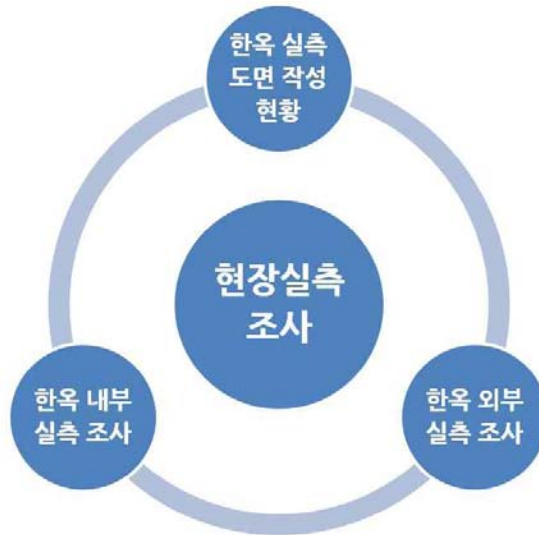 한옥 실측
도면 작성
현황
현장실측
조사
한옥 내부
실측 조사
한옥 외부
실측 조사